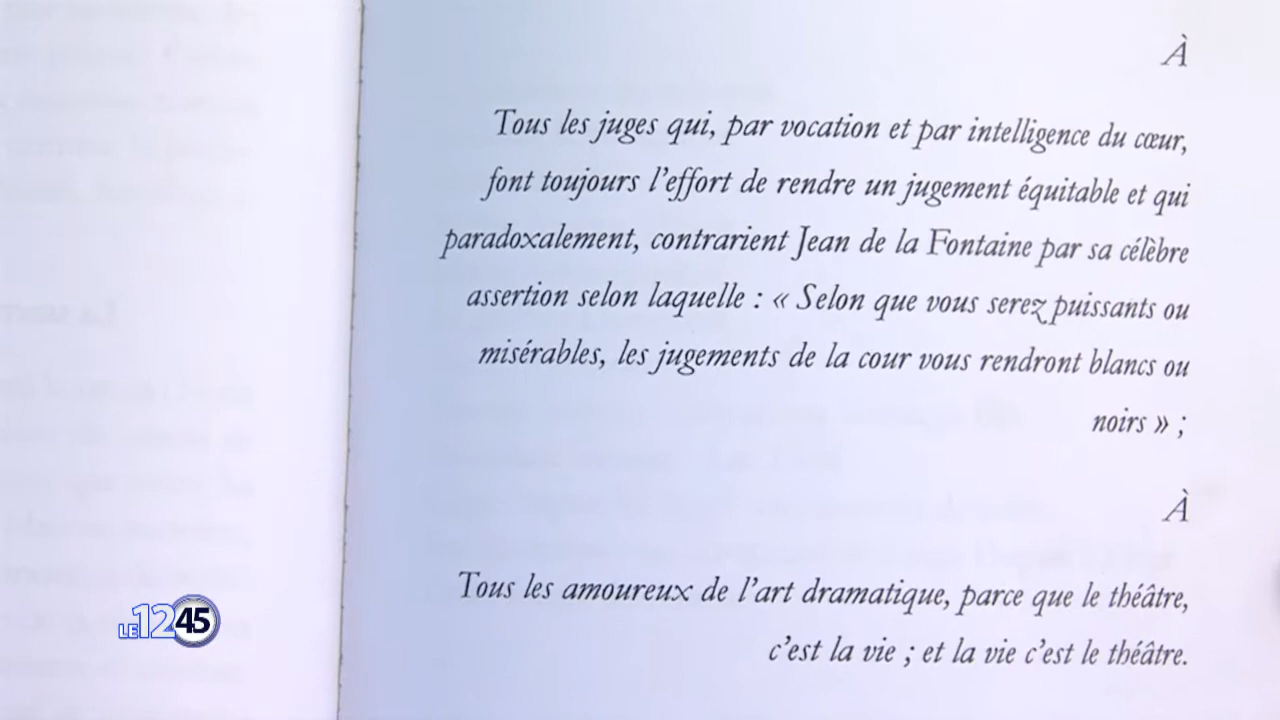 À
Tous les juges qui, par vocation et par intelligence du cœur,
font toujours l'effort de rendre un jugement équitable et qui
paradoxalement, contrarient Jean de la Fontaine par sa célèbre
assertion selon laquelle : « Selon que vous serez puissants ou
misérables, les jugements de la cour vous rendront blancs ou
noirs » ;
À
Tous les amoureux de l'art dramatique, parce que le théâtre,
c'est la vie ; et la vie c'est le théâtre.
LE 12 45